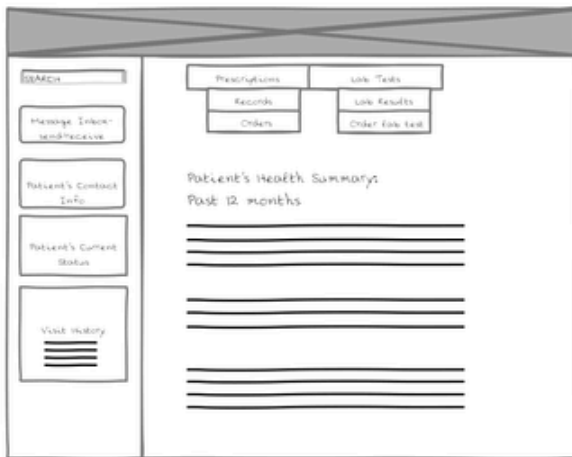 SEARCH
Message Inbox-
send/receive
Patient's Contact
Info
Patient's Current
Status
Visit History
Prescriptions
Lab Tests
Records
Lab Results
Orders
Order lab test
Patient's Health Summary:
Past 12 months